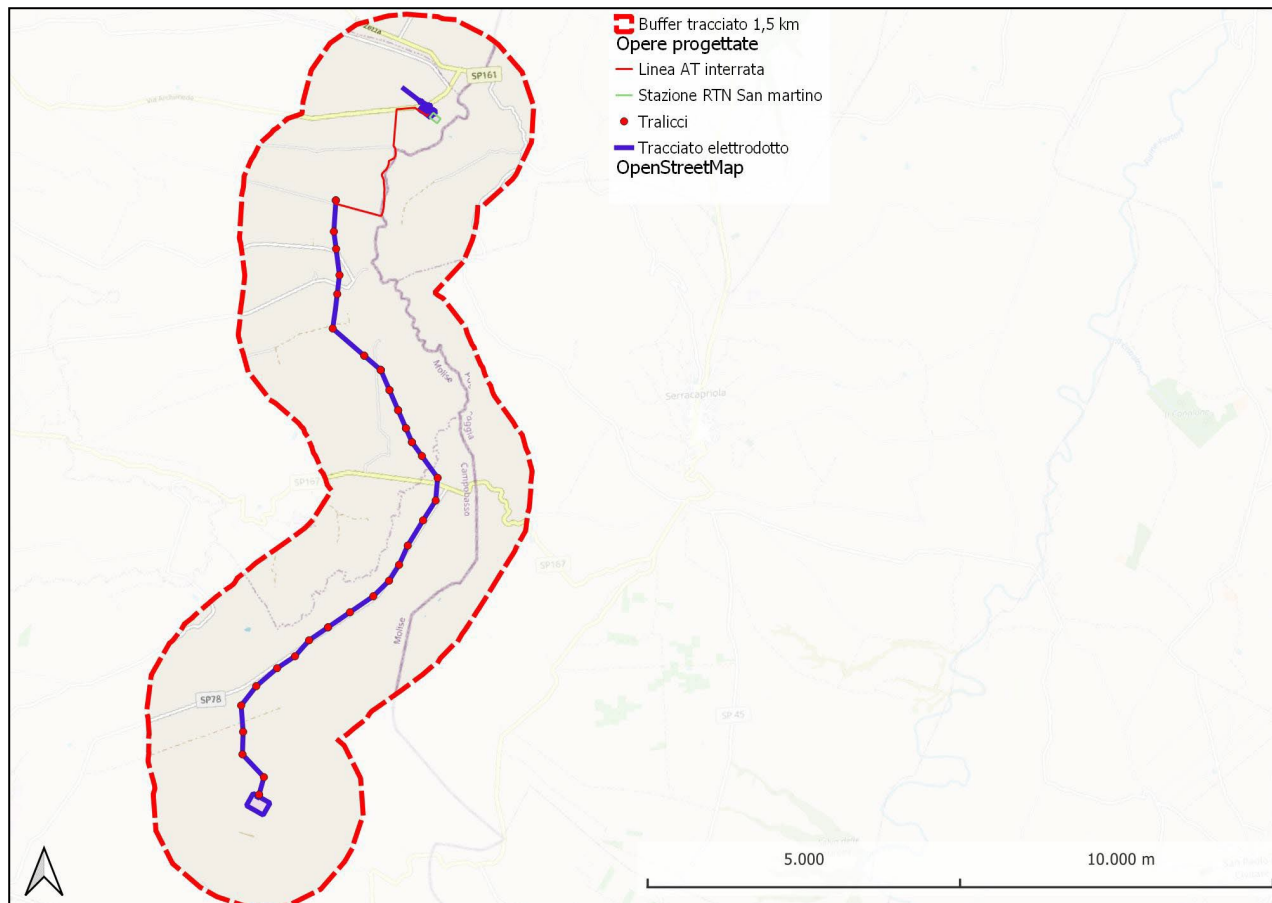 Buffer tracciato 1,5 km
Opere progettate
Linea AT interrata
Stazione RTN San martino
Tralicci
Tracciato elettrodotto
OpenStreetMap
SP161
Molise
Foggia
Campobasso
Serracapriola
SP167
SP167
Molise
SP78
SP 45
5.000
10.000 m